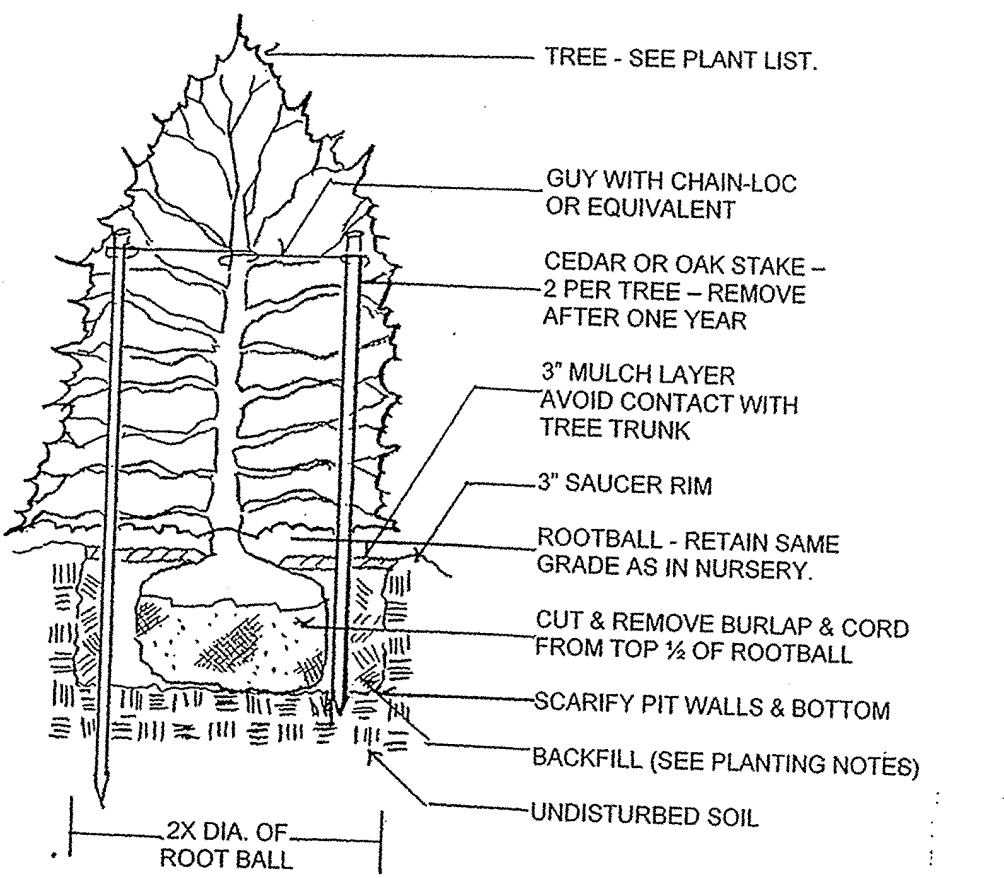 TREE - SEE PLANT LIST.
GUY WITH CHAIN-LOC
OR EQUIVALENT
CEDAR OR OAK STAKE –
2 PER TREE – REMOVE
AFTER ONE YEAR
3" MULCH LAYER
AVOID CONTACT WITH
TREE TRUNK
3" SAUCER RIM
ROOTBALL - RETAIN SAME
GRADE AS IN NURSERY.
CUT & REMOVE BURLAP & CORD
FROM TOP ½ OF ROOTBALL
SCARIFY PIT WALLS & BOTTOM
BACKFILL (SEE PLANTING NOTES)
UNDISTURBED SOIL
2X DIA. OF
ROOT BALL